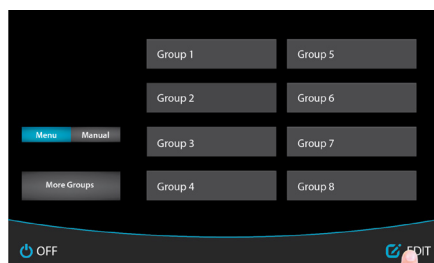 Group 1
Group 5
Group 2
Group 6
Menu
Manual
Group 3
Group 7
More Groups
Group 4
Group 8
OFF
EDIT